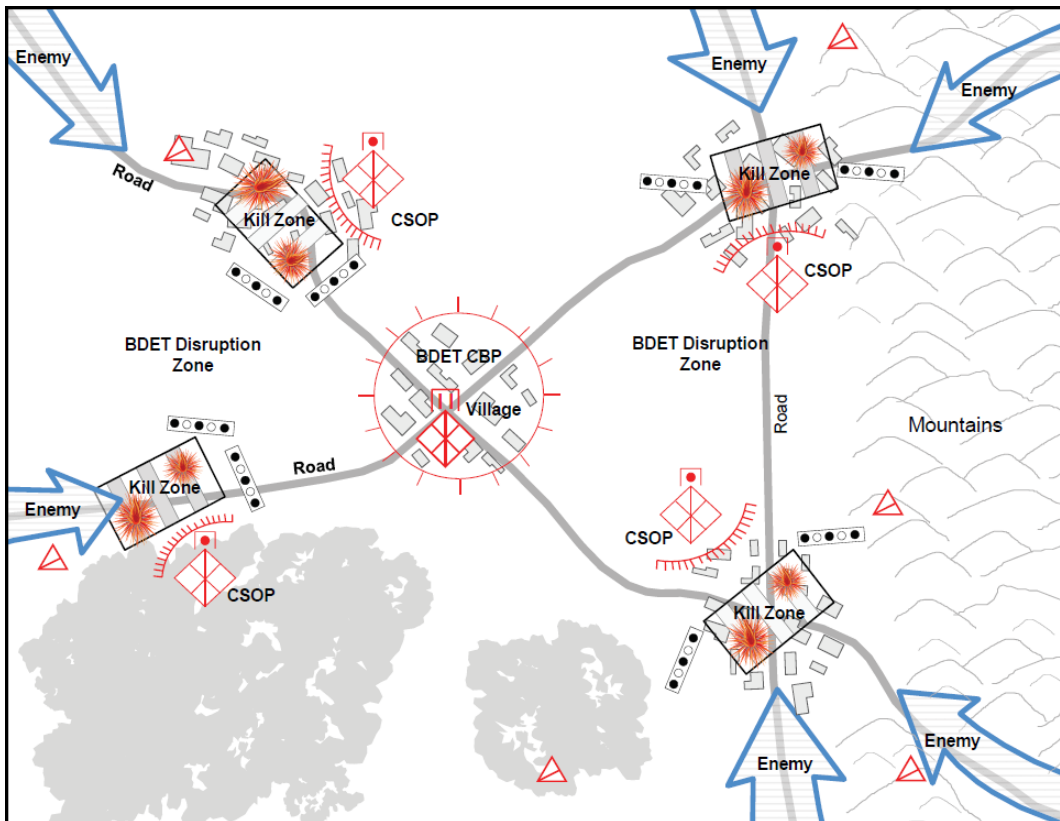 Enemy
Enemy
Enemy
Road
Kill Zone
Kill Zone
CSOP
CSOP
BDET Disruption
Zone
BDET CBP
BDET Disruption
Zone
Village
Road
Mountains
Road
Kill Zone
Enemy
CSOP
CSOP
Kill Zone
Enemy
Enemy